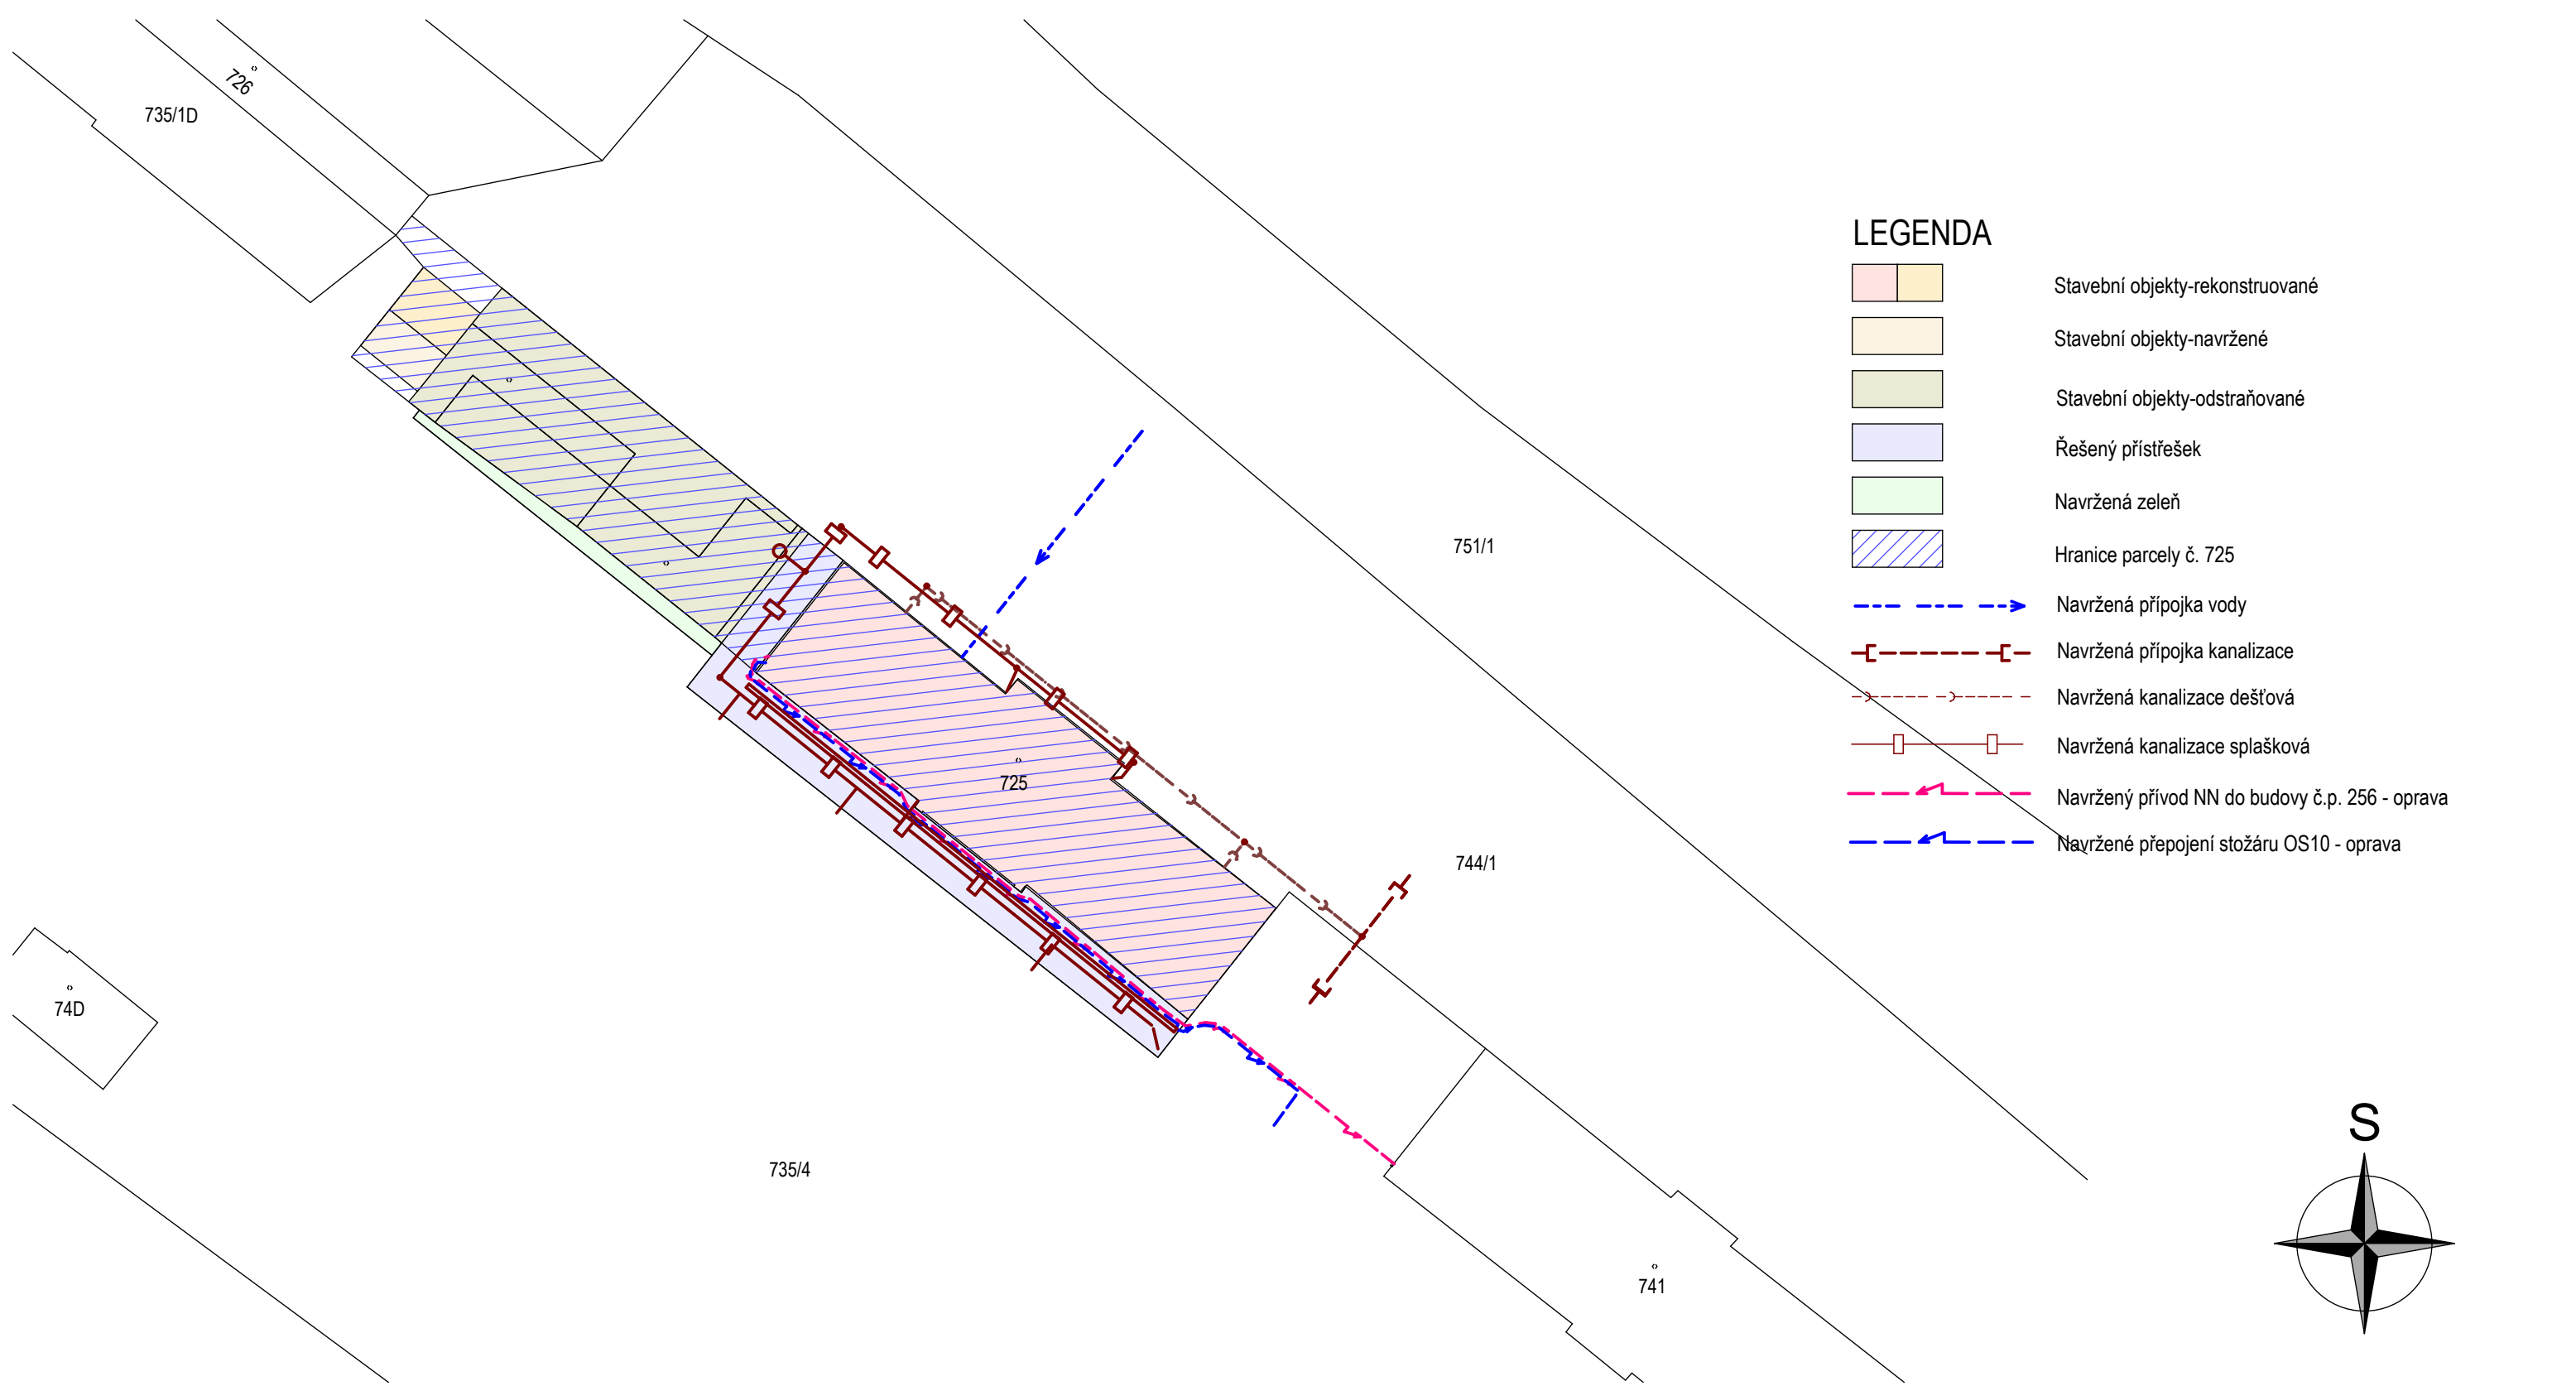 726
735/1D
LEGENDA
Stavební objekty-rekonstruované
Stavební objekty-navržené
Stavební objekty-odstraňované
Řešený přístřešek
Navržená zeleň
Hranice parcely č. 725
Navržená přípojka vody
Navržená přípojka kanalizace
Navržená kanalizace dešťová
Navržená kanalizace splašková
Navržený přívod NN do budovy č.p. 256 - oprava
Navržené přepojení stožáru OS10 - oprava
751/1
725
744/1
74D
735/4
741
S